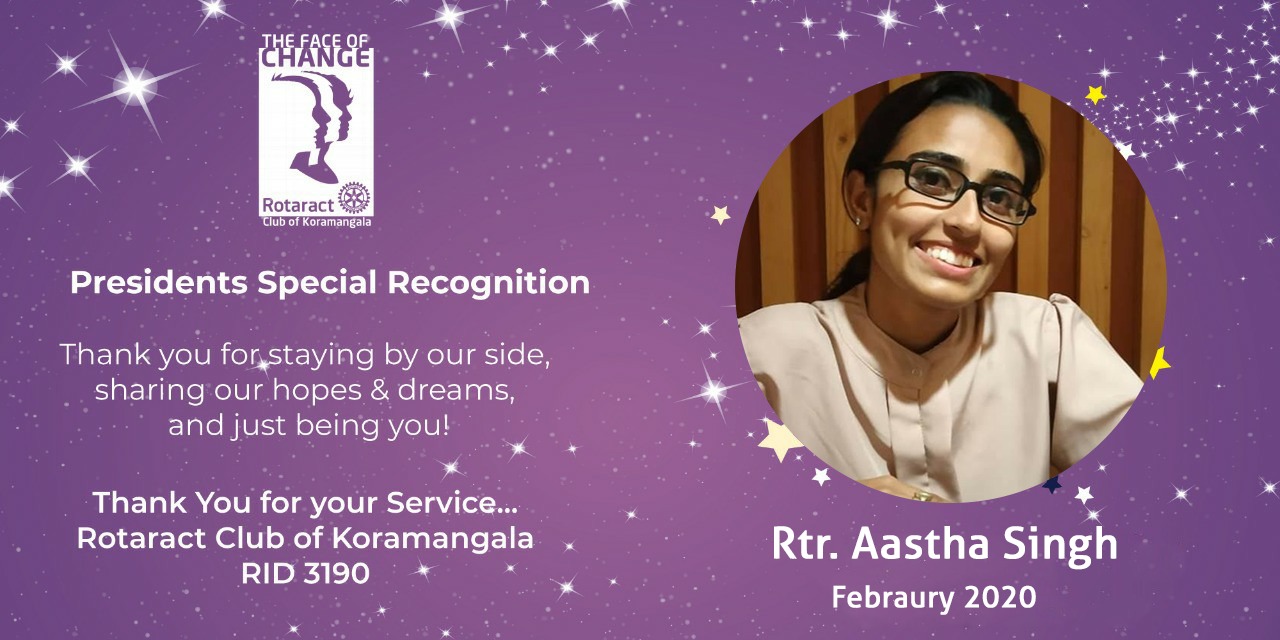 THE FACE OF
CHANGE
Rotaract
Club of Koramangala
Presidents Special Recognition
Thank you for staying by our side,
sharing our hopes & dreams,
and just being you!
Thank You for your Service...
Rotaract Club of Koramangala
RID 3190
Rtr. Aastha Singh
Febraury 2020